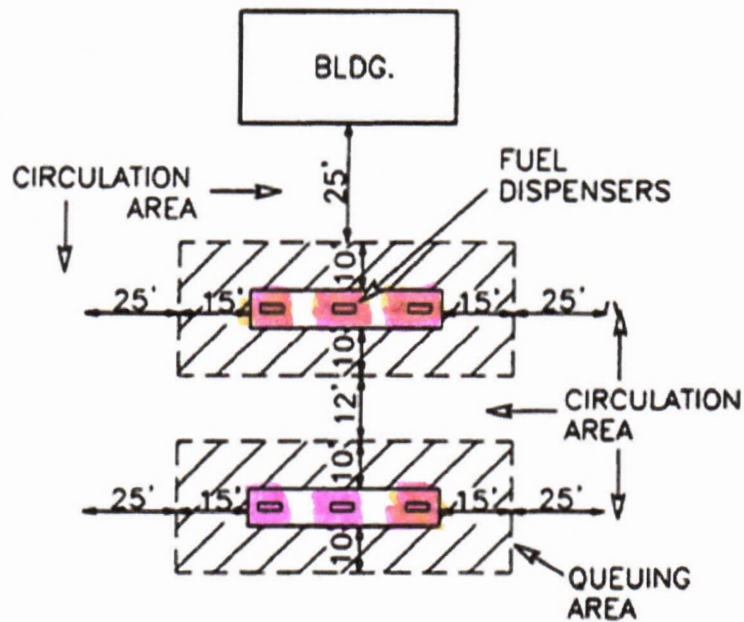 BLDG.
CIRCULATION
AREA
25'
FUEL
DISPENSERS
10'
25'
15'
15'
25'
10'
12'
CIRCULATION
AREA
10'
25'
15'
15'
25'
10'
QUEUING
AREA